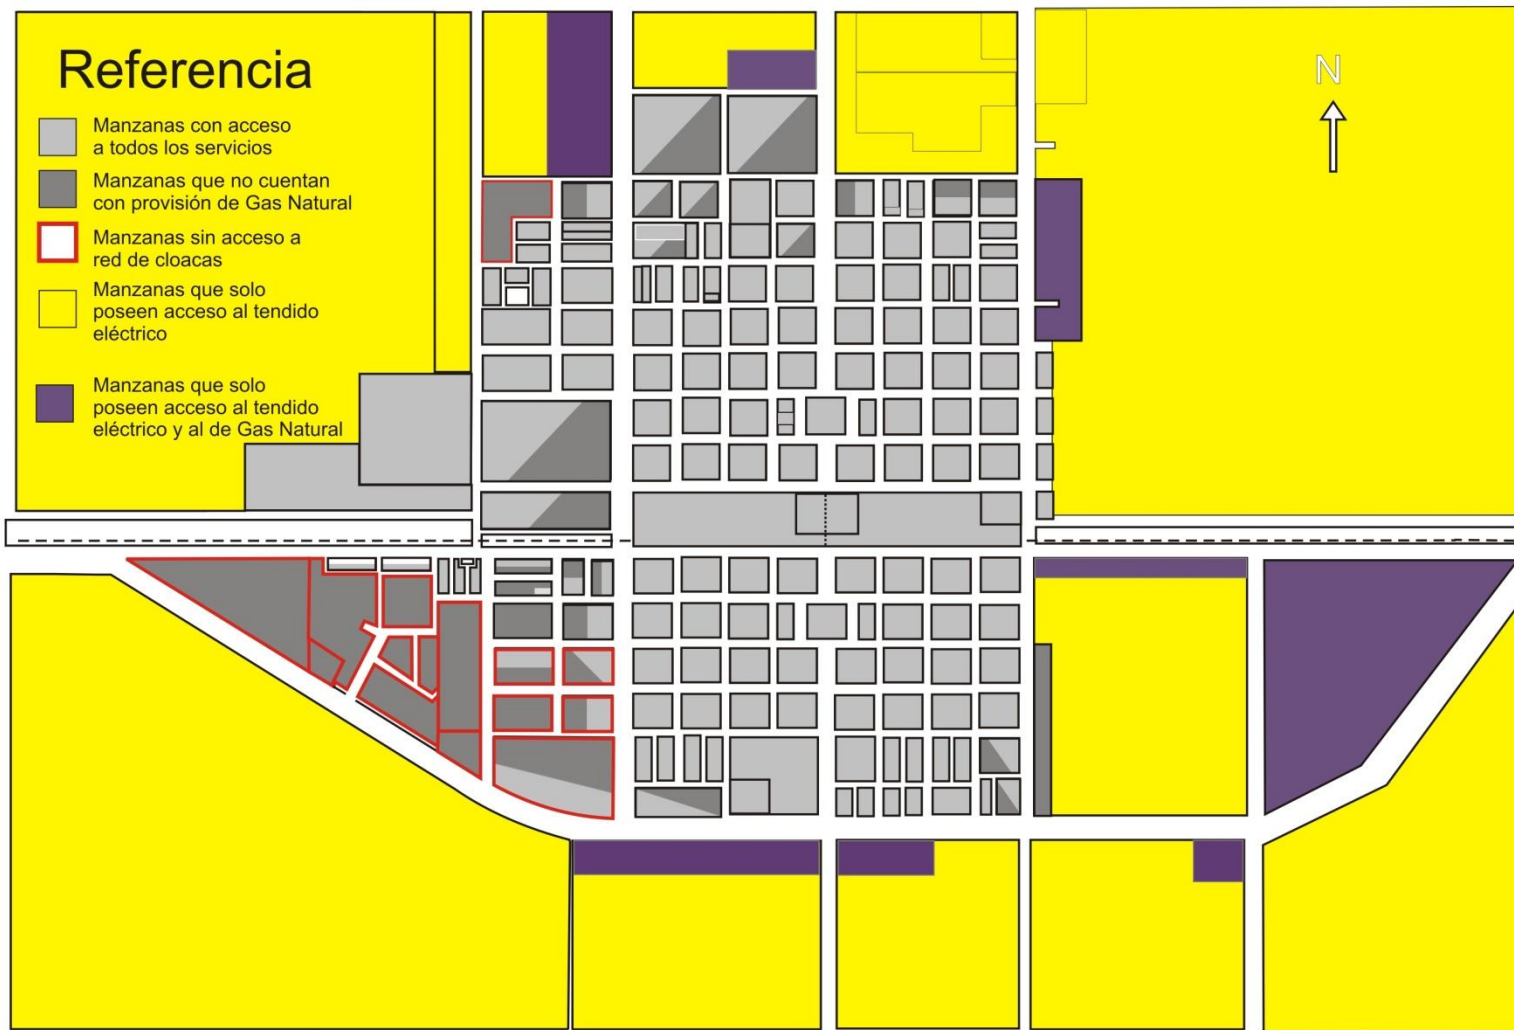 Referencia
Manzanas con acceso
a todos los servicios
Manzanas que no cuentan
con provisión de Gas Natural
Manzanas sin acceso a
red de cloacas
Manzanas que solo
poseen acceso al tendido
eléctrico
Manzanas que solo
poseen acceso al tendido
eléctrico y al de Gas Natural
N